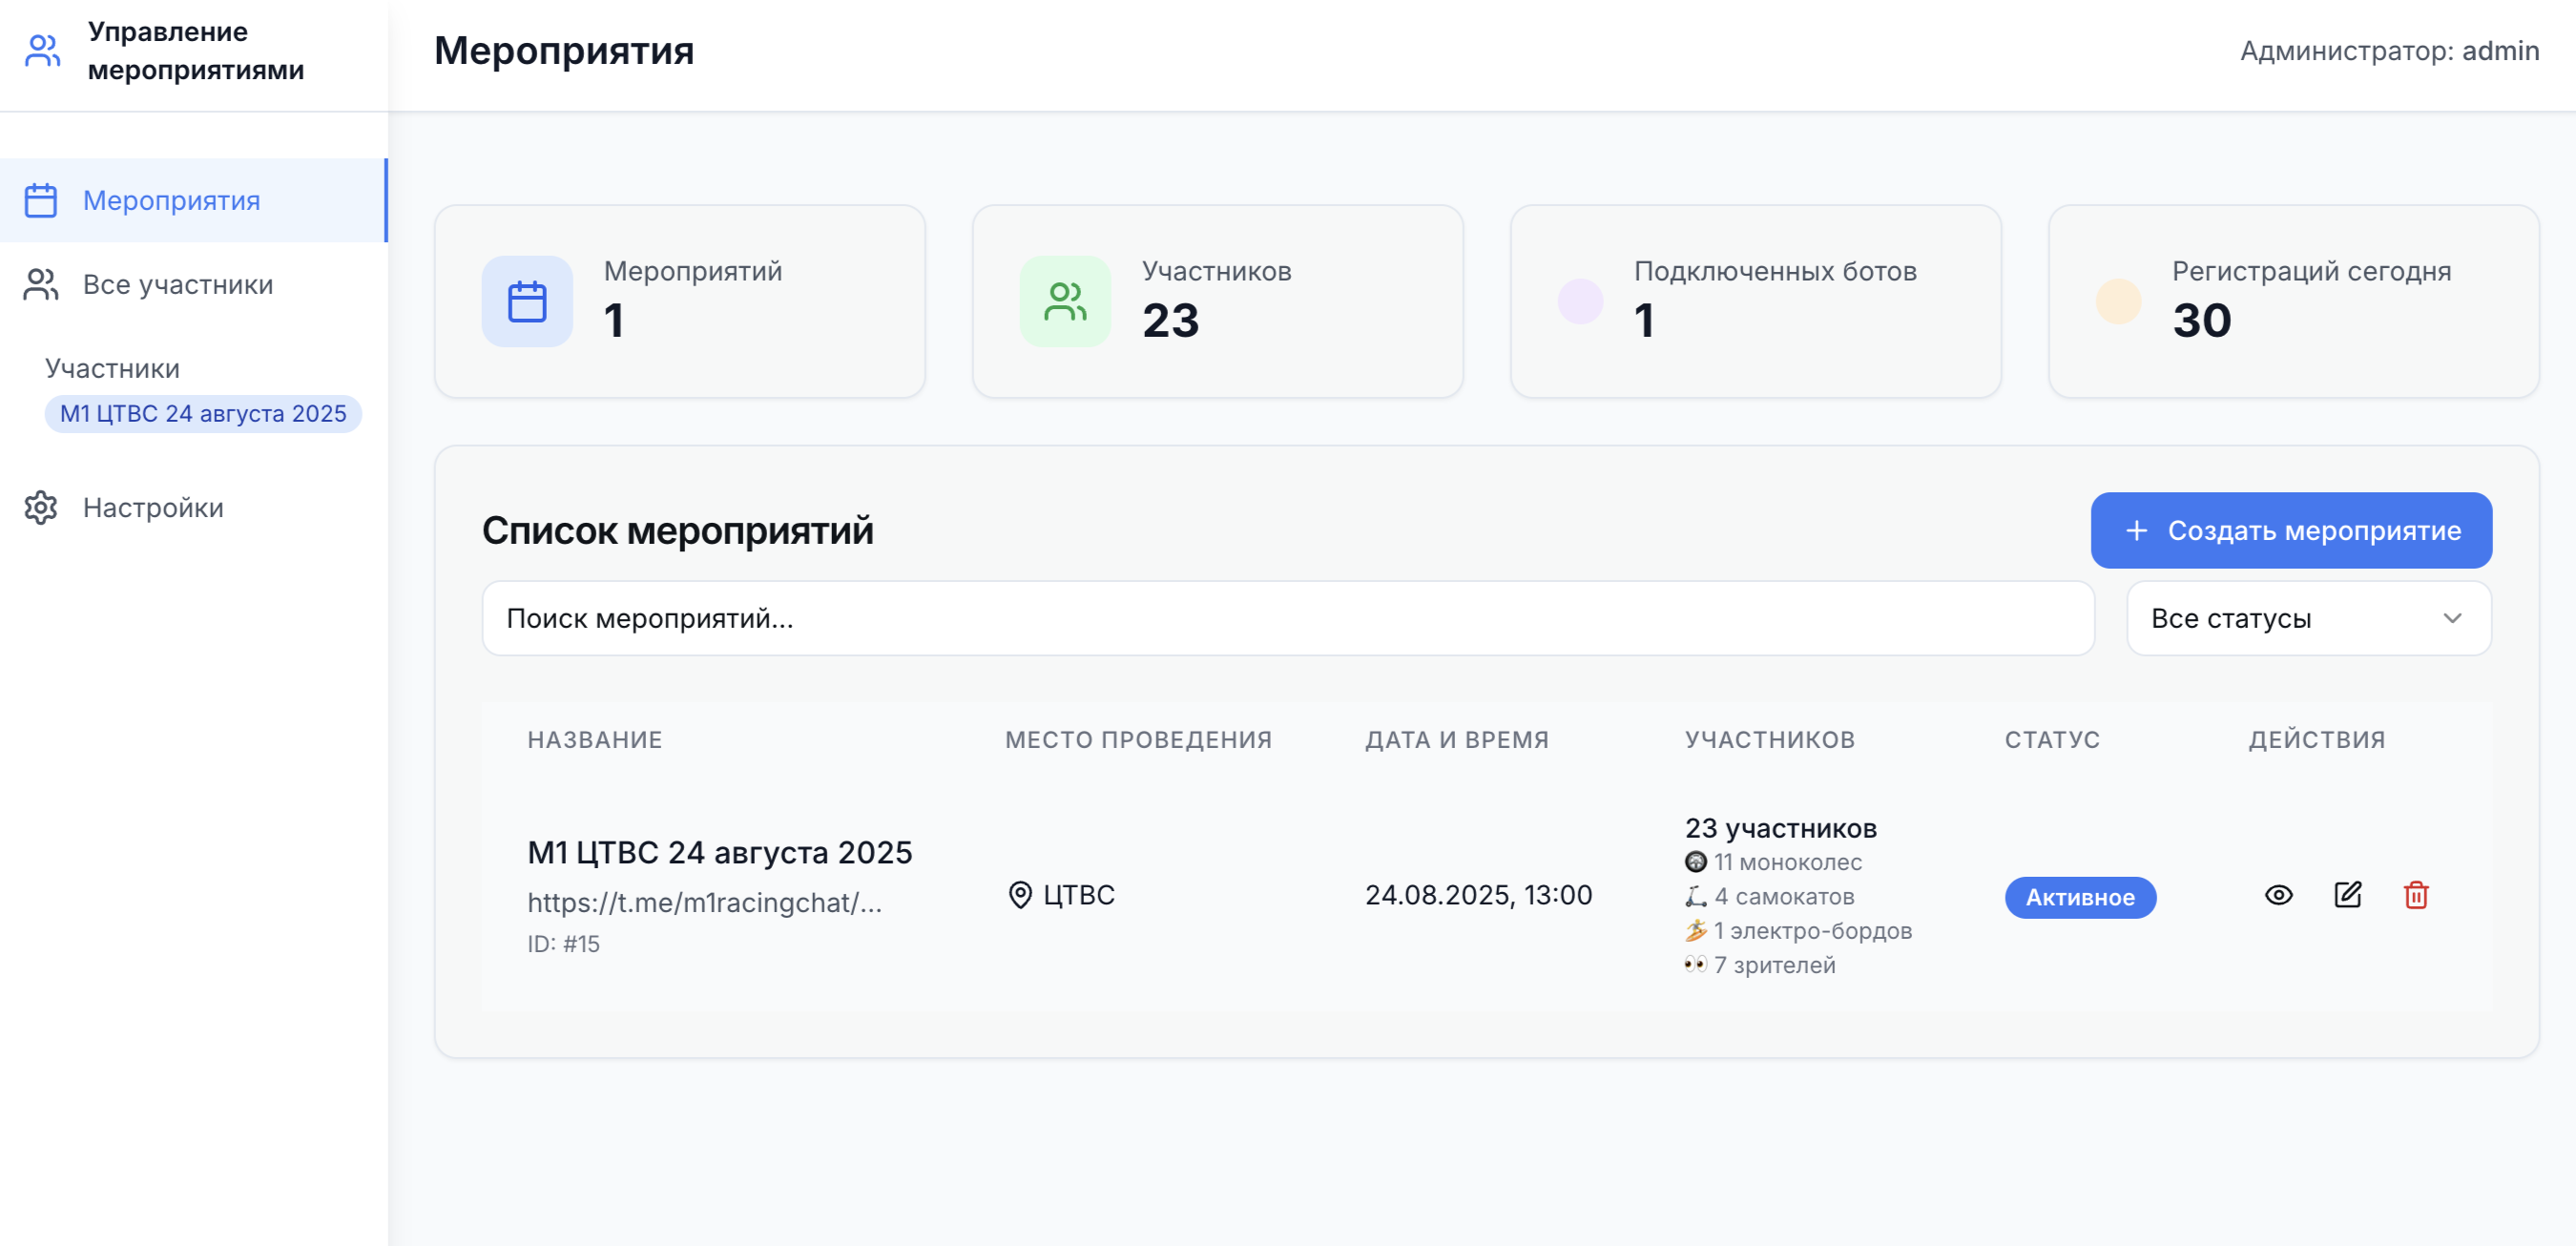 Управление
мероприятиями
Мероприятия
Администратор: admin
Мероприятия
Все участники
Участники
М1 ЦТВС 24 августа 2025
Настройки
Мероприятий
1
Участников
23
Подключенных ботов
1
Регистраций сегодня
30
Список мероприятий
Создать мероприятие
Поиск мероприятий...
Все статусы
НАЗВАНИЕ
МЕСТО ПРОВЕДЕНИЯ
ДАТА И ВРЕМЯ
УЧАСТНИКОВ
СТАТУС
ДЕЙСТВИЯ
М1 ЦТВС 24 августа 2025
https://t.me/m1racingchat/...
ID: #15
ЦТВС
24.08.2025, 13:00
23 участников
11 моноколес
4 самокатов
1 электро-бордов
7 зрителей
Активное